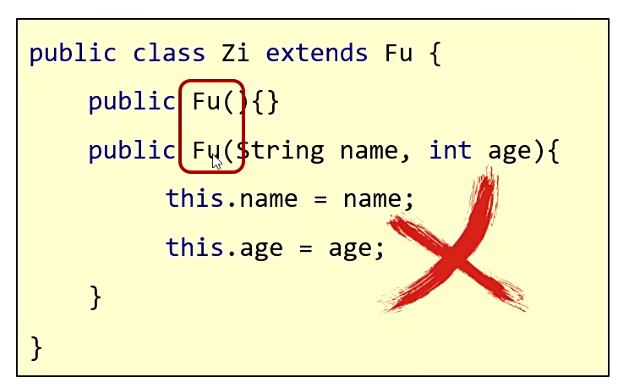 public class Zi extends Fu {
public Fu(){}
public Fu(String name, int age){
this.name = name;
this.age = age;
}
}